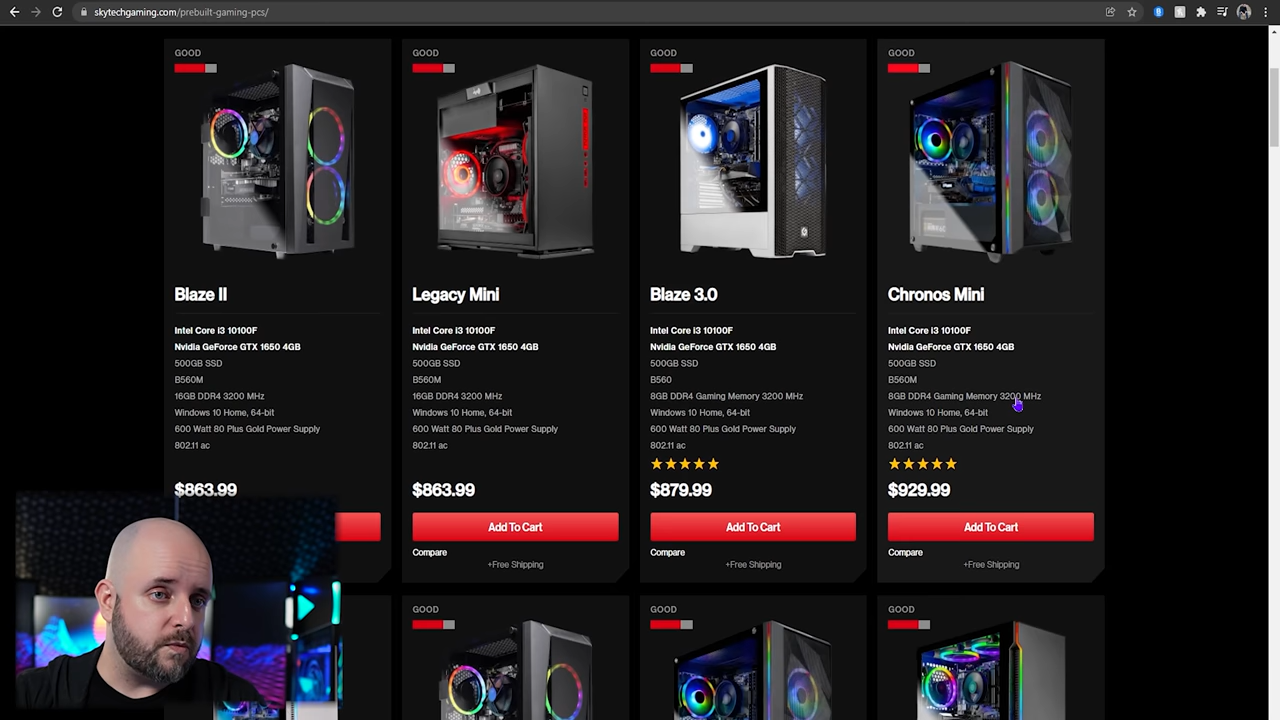 skytechgaming.com/prebuilt-gaming-pcs/
GOOD
GOOD
GOOD
GOOD
Blaze II
Intel Core i3 10100F
Nvidia GeForce GTX 1650 4GB
500GB SSD
B560M
16GB DDR4 3200 MHz
Windows 10 Home, 64-bit
600 Watt 80 Plus Gold Power Supply
802.11 ac
$863.99
Legacy Mini
Intel Core i3 10100F
Nvidia GeForce GTX 1650 4GB
500GB SSD
B560M
16GB DDR4 3200 MHz
Windows 10 Home, 64-bit
600 Watt 80 Plus Gold Power Supply
802.11 ac
$863.99
Add To Cart
Compare
+Free Shipping
Blaze 3.0
Intel Core i3 10100F
Nvidia GeForce GTX 1650 4GB
500GB SSD
B560
8GB DDR4 Gaming Memory 3200 MHz
Windows 10 Home, 64-bit
600 Watt 80 Plus Gold Power Supply
802.11 ac
$879.99
Add To Cart
Compare
+Free Shipping
Chronos Mini
Intel Core i3 10100F
Nvidia GeForce GTX 1650 4GB
500GB SSD
B560M
8GB DDR4 Gaming Memory 3200 MHz
Windows 10 Home, 64-bit
600 Watt 80 Plus Gold Power Supply
802.11 ac
$929.99
Add To Cart
Compare
+Free Shipping
GOOD
GOOD
GOOD